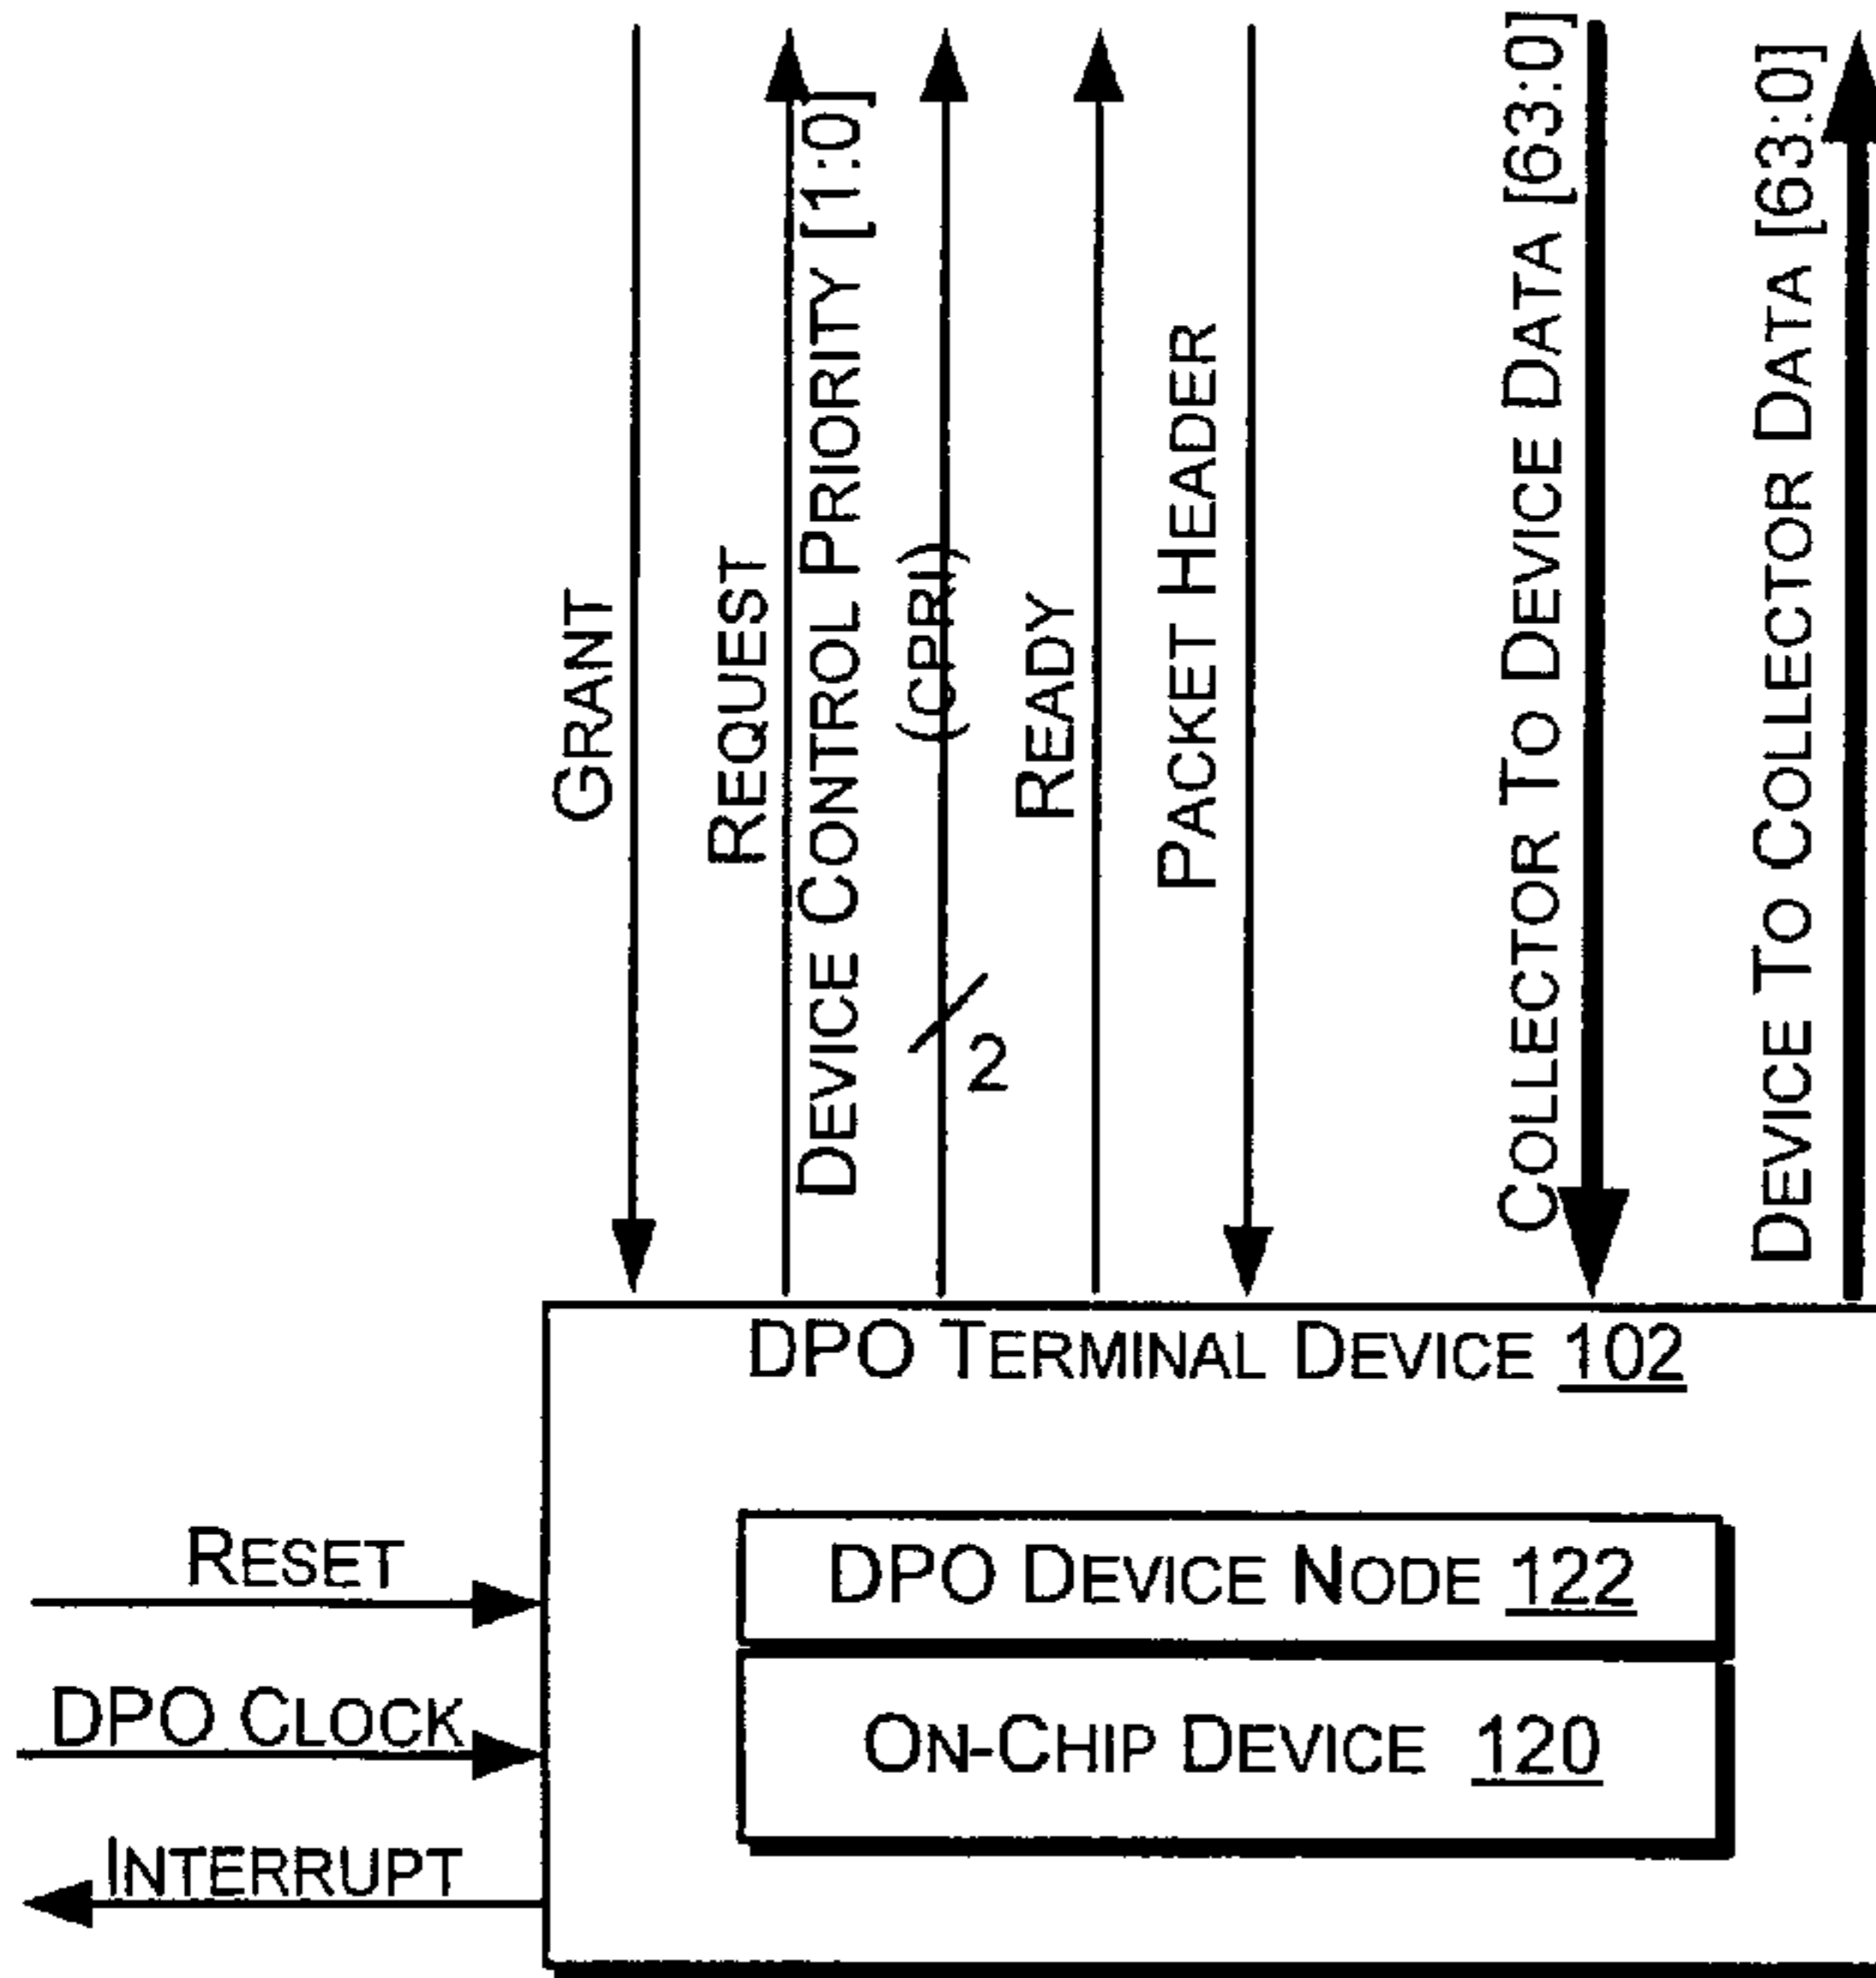 GRANT
REQUEST
DEVICE CONTROL PRIORITY [1:0]
(CPRI)
2
READY
PACKET HEADER
COLLECTOR TO DEVICE DATA [63:0]
DEVICE TO COLLECTOR DATA [63:0]
DPO TERMINAL DEVICE 102
RESET
DPO DEVICE NODE 122
DPO CLOCK
ON-CHIP DEVICE 120
INTERRUPT